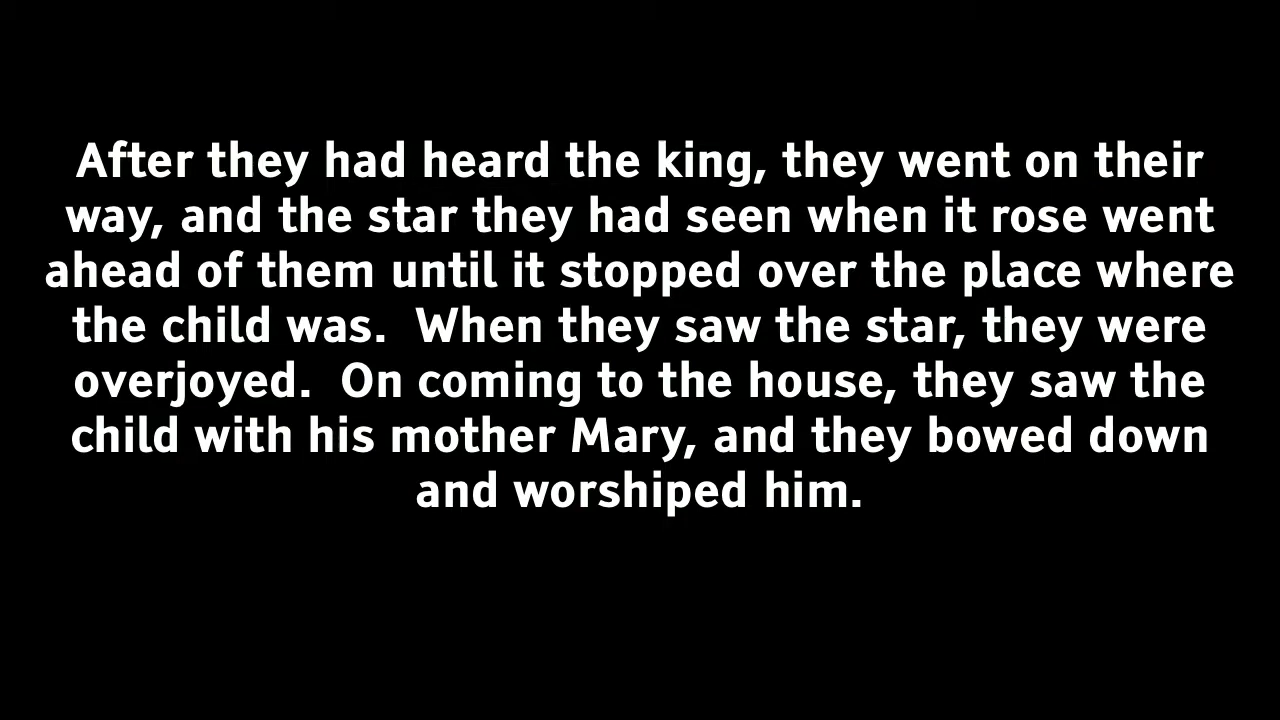 After they had heard the king, they went on their
way, and the star they had seen when it rose went
ahead of them until it stopped over the place where
the child was.  When they saw the star, they were
overjoyed.  On coming to the house, they saw the
child with his mother Mary, and they bowed down
and worshiped him.